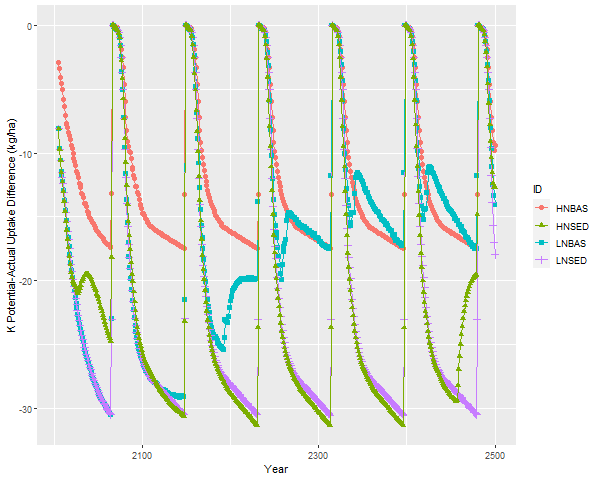 0
-10
-20
-30
K Potential-Actual Uptake Difference (kg/ha)
2100
2300
2500
Year
ID
HNBAS
HNSED
LNBAS
LNSED